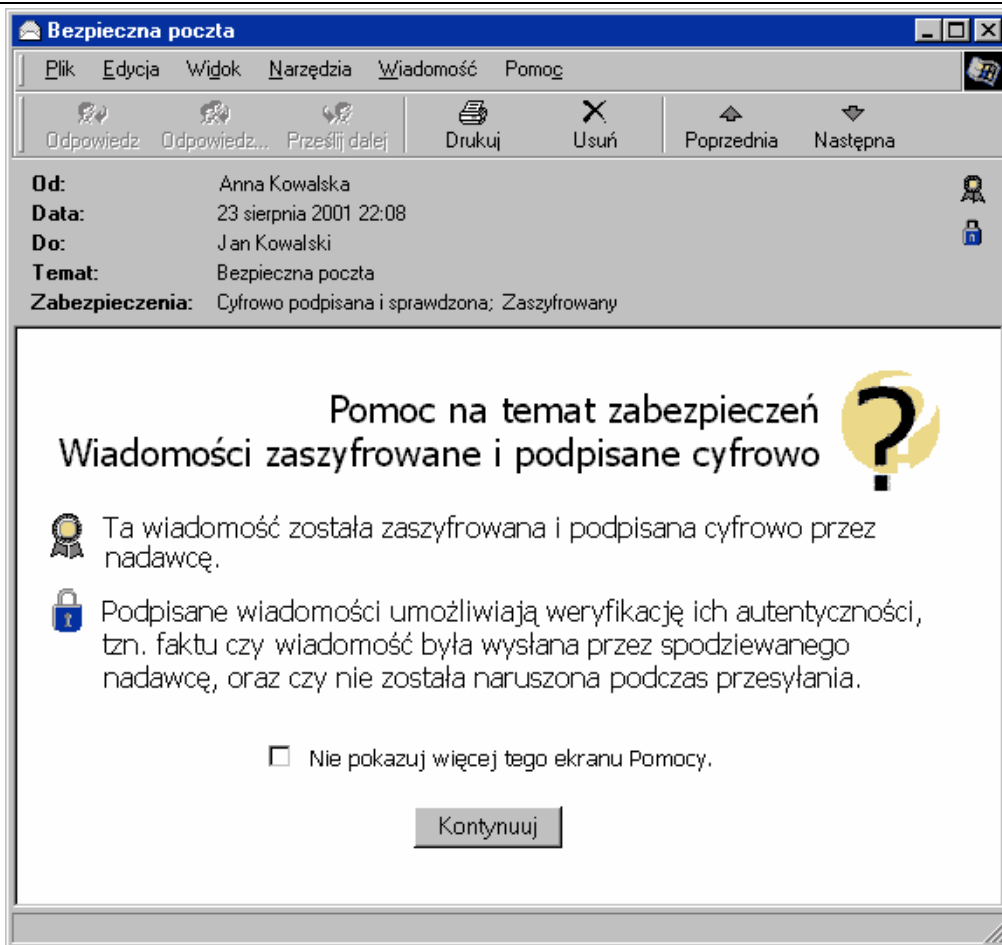 Bezpieczna poczta
Plik Edycja Widok Narzędzia Wiadomość Pomoc
Odpowiedz Odpowiedz... Prześlij dalej Drukuj Usuń Poprzednia Następna
Od: Anna Kowalska
Data: 23 sierpnia 2001 22:08
Do: Jan Kowalski
Temat: Bezpieczna poczta
Zabezpieczenia: Cyfrowo podpisana i sprawdzona; Zaszyfrowany
Pomoc na temat zabezpieczeń
Wiadomości zaszyfrowane i podpisane cyfrowo
?
Ta wiadomość została zaszyfrowana i podpisana cyfrowo przez
nadawcę.
Podpisane wiadomości umożliwiają weryfikację ich autentyczności,
tzn. faktu czy wiadomość była wysłana przez spodziewanego
nadawcę, oraz czy nie została naruszona podczas przesyłania.
Nie pokazuj więcej tego ekranu Pomocy.
Kontynuuj